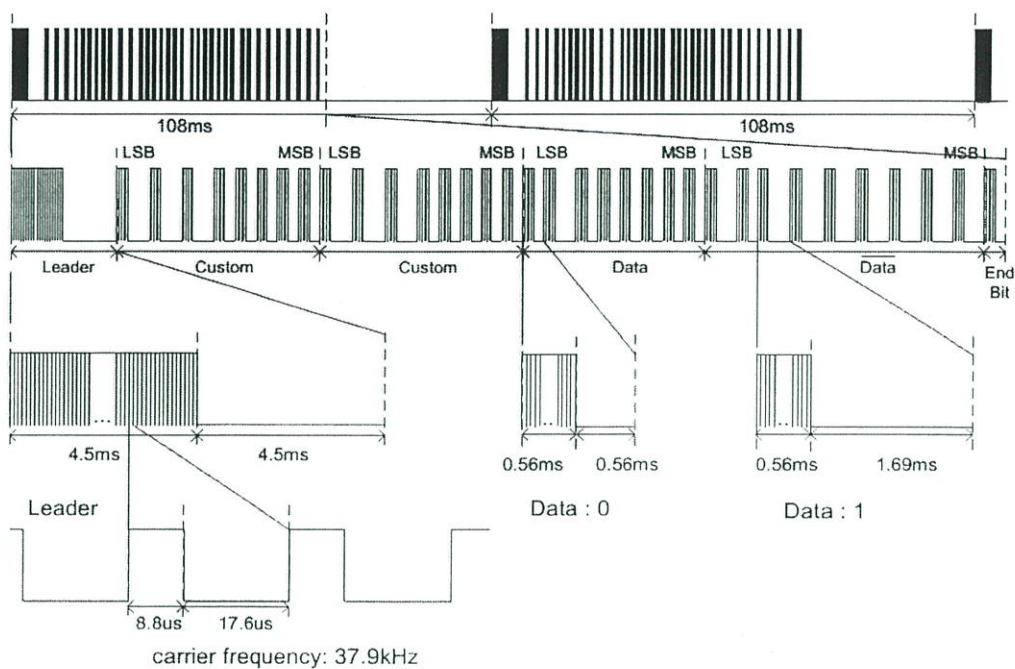 108ms 108ms
LSB MSB LSB MSB LSB MSB LSB MSB
Leader Custom Custom Data Data End
Bit
4.5ms 4.5ms 0.56ms 0.56ms 0.56ms 1.69ms
Leader Data : 0 Data : 1
8.8us 17.6us
carrier frequency: 37.9kHz